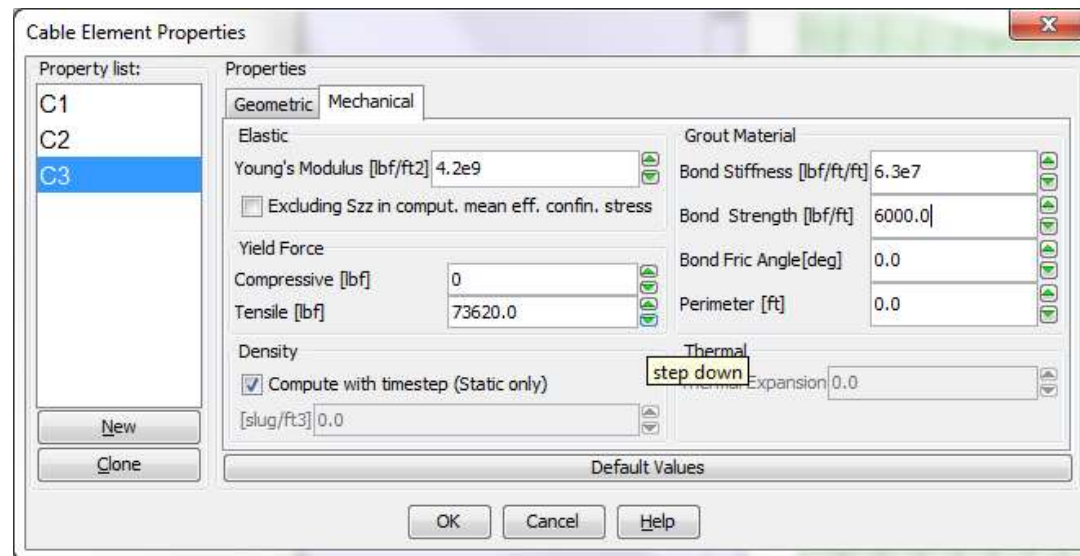 Cable Element Properties
Property list:
C1
C2
C3
New
Clone
Properties
Geometric Mechanical
Elastic
Young's Modulus [lbf/ft2] 4.2e9
Excluding Szz in comput. mean eff. confin. stress
Yield Force
Compressive [lbf] 0
Tensile [lbf] 73620.0
Density
Compute with timestep (Static only)
[slug/ft3] 0.0
Grout Material
Bond Stiffness [lbf/ft/ft] 6.3e7
Bond Strength [lbf/ft] 6000.0
Bond Fric Angle[deg] 0.0
Perimeter [ft] 0.0
Thermal
step down
Expansion 0.0
Default Values
OK Cancel Help